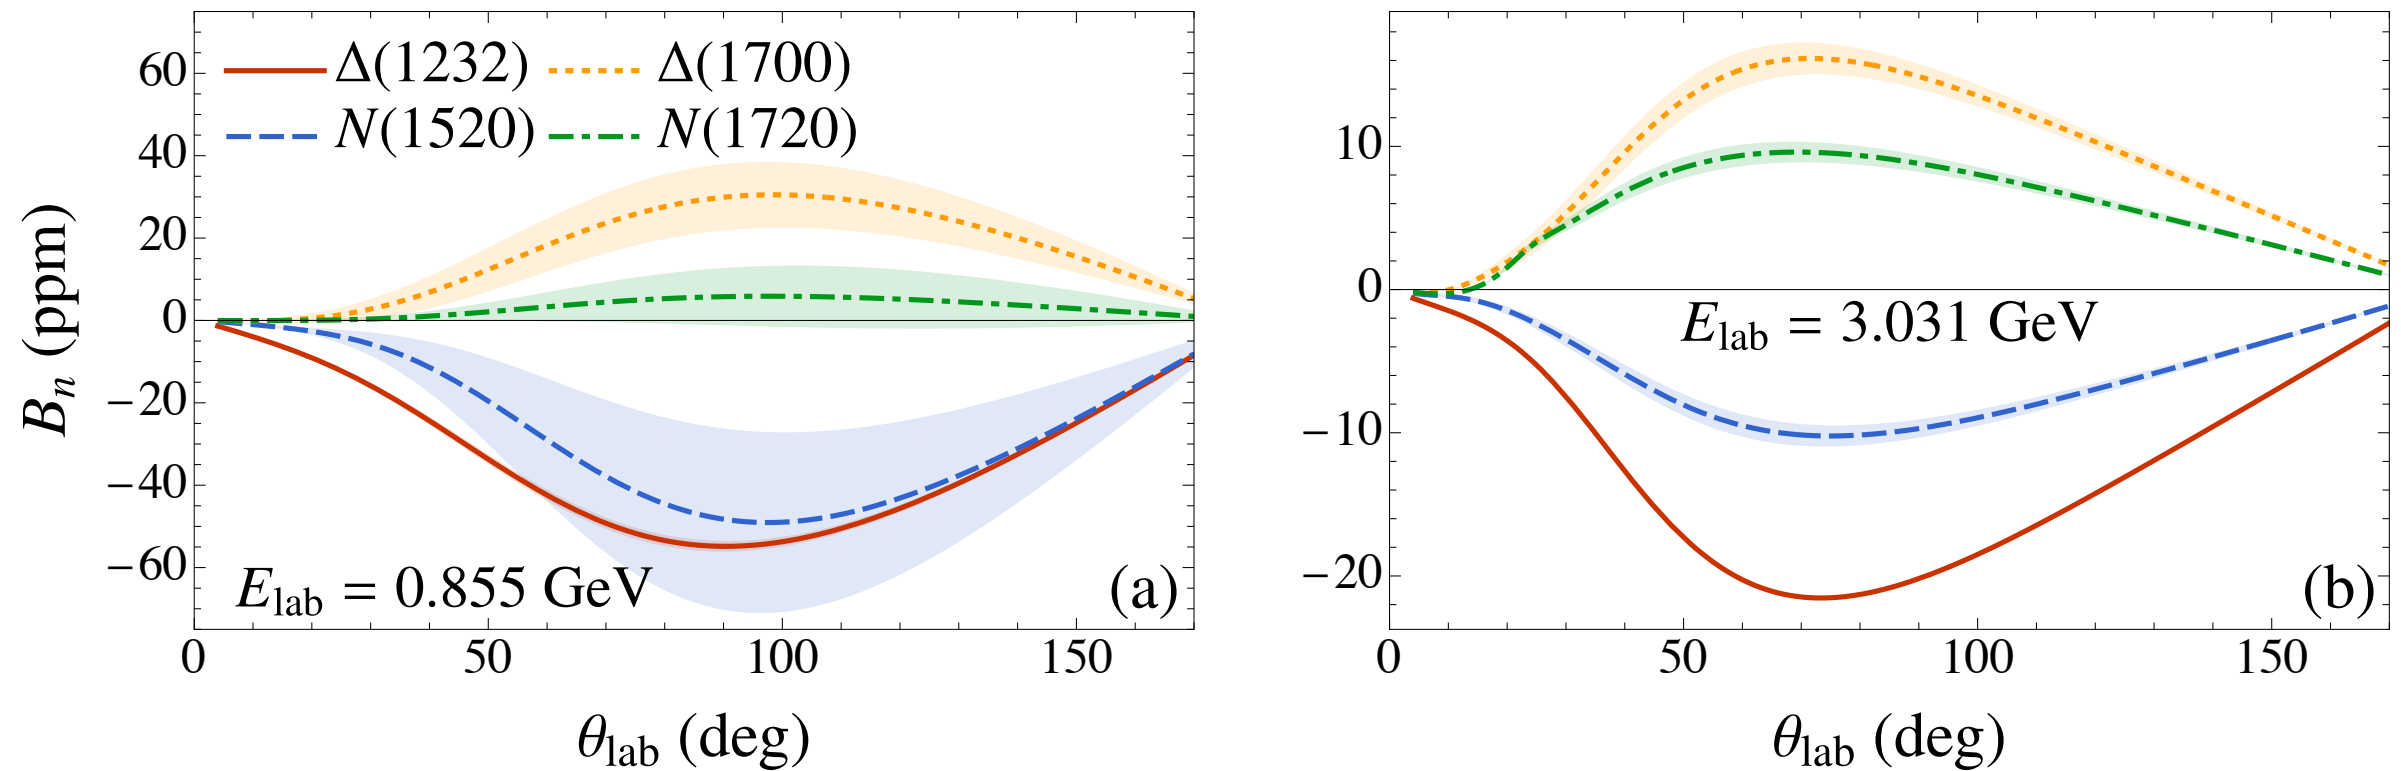 Δ(1232) Δ(1700)
N(1520) N(1720)
60
40
20
0
−20
−40
−60
B_n (ppm)
E_lab = 0.855 GeV
(a)
0 50 100 150
θ_lab (deg)
10
0
−10
−20
E_lab = 3.031 GeV
(b)
0 50 100 150
θ_lab (deg)